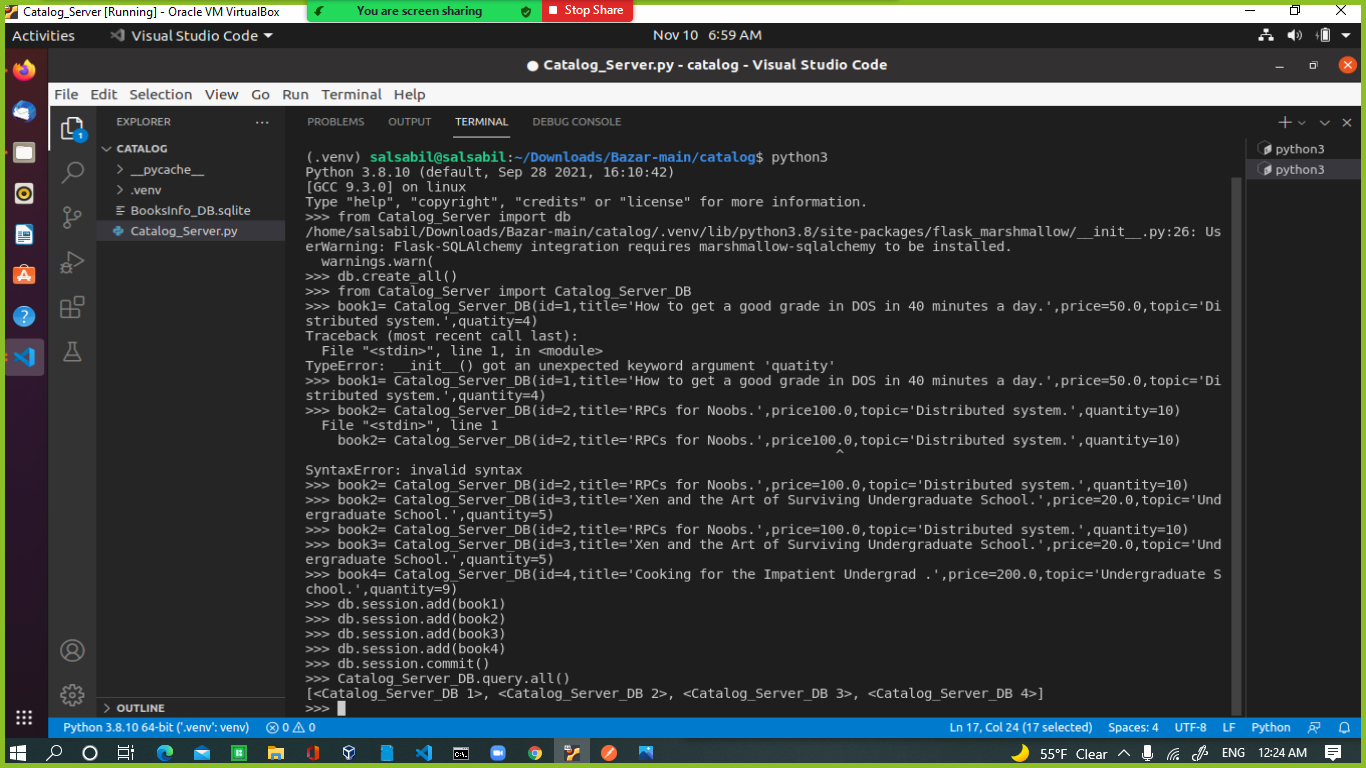 Catalog_Server [Running] - Oracle VM VirtualBox
You are screen sharing
Stop Share
Activities
Visual Studio Code
Nov 10 6:59 AM
● Catalog_Server.py - catalog - Visual Studio Code
File Edit Selection View Go Run Terminal Help
EXPLORER
PROBLEMS OUTPUT TERMINAL DEBUG CONSOLE
1
CATALOG
__pycache__
.venv
BooksInfo_DB.sqlite
Catalog_Server.py
python3
python3
(.venv) salsabil@salsabil:~/Downloads/Bazar-main/catalog$ python3
Python 3.8.10 (default, Sep 28 2021, 16:10:42)
[GCC 9.3.0] on linux
Type "help", "copyright", "credits" or "license" for more information.
>>> from Catalog_Server import db
/home/salsabil/Downloads/Bazar-main/catalog/.venv/lib/python3.8/site-packages/flask_marshmallow/__init__.py:26: Us
erWarning: Flask-SQLAlchemy integration requires marshmallow-sqlalchemy to be installed.
warnings.warn(
>>> db.create_all()
>>> from Catalog_Server import Catalog_Server_DB
>>> book1= Catalog_Server_DB(id=1,title='How to get a good grade in DOS in 40 minutes a day.',price=50.0,topic='Di
stributed system.',quatity=4)
Traceback (most recent call last):
File "<stdin>", line 1, in <module>
TypeError: __init__() got an unexpected keyword argument 'quatity'
>>> book1= Catalog_Server_DB(id=1,title='How to get a good grade in DOS in 40 minutes a day.',price=50.0,topic='Di
stributed system.',quantity=4)
>>> book2= Catalog_Server_DB(id=2,title='RPCs for Noobs.',price100.0,topic='Distributed system.',quantity=10)
File "<stdin>", line 1
book2= Catalog_Server_DB(id=2,title='RPCs for Noobs.',price100.0,topic='Distributed system.',quantity=10)
^
SyntaxError: invalid syntax
>>> book2= Catalog_Server_DB(id=2,title='RPCs for Noobs.',price=100.0,topic='Distributed system.',quantity=10)
>>> book2= Catalog_Server_DB(id=3,title='Xen and the Art of Surviving Undergraduate School.',price=20.0,topic='Und
ergraduate School.',quantity=5)
>>> book2= Catalog_Server_DB(id=2,title='RPCs for Noobs.',price=100.0,topic='Distributed system.',quantity=10)
>>> book3= Catalog_Server_DB(id=3,title='Xen and the Art of Surviving Undergraduate School.',price=20.0,topic='Und
ergraduate School.',quantity=5)
>>> book4= Catalog_Server_DB(id=4,title='Cooking for the Impatient Undergrad .',price=200.0,topic='Undergraduate S
chool.',quantity=9)
>>> db.session.add(book1)
>>> db.session.add(book2)
>>> db.session.add(book3)
>>> db.session.add(book4)
>>> db.session.commit()
>>> Catalog_Server_DB.query.all()
[<Catalog_Server_DB 1>, <Catalog_Server_DB 2>, <Catalog_Server_DB 3>, <Catalog_Server_DB 4>]
>>>
OUTLINE
Python 3.8.10 64-bit ('.venv': venv) 0 0 Ln 17, Col 24 (17 selected) Spaces: 4 UTF-8 LF Python
55°F Clear ENG 12:24 AM